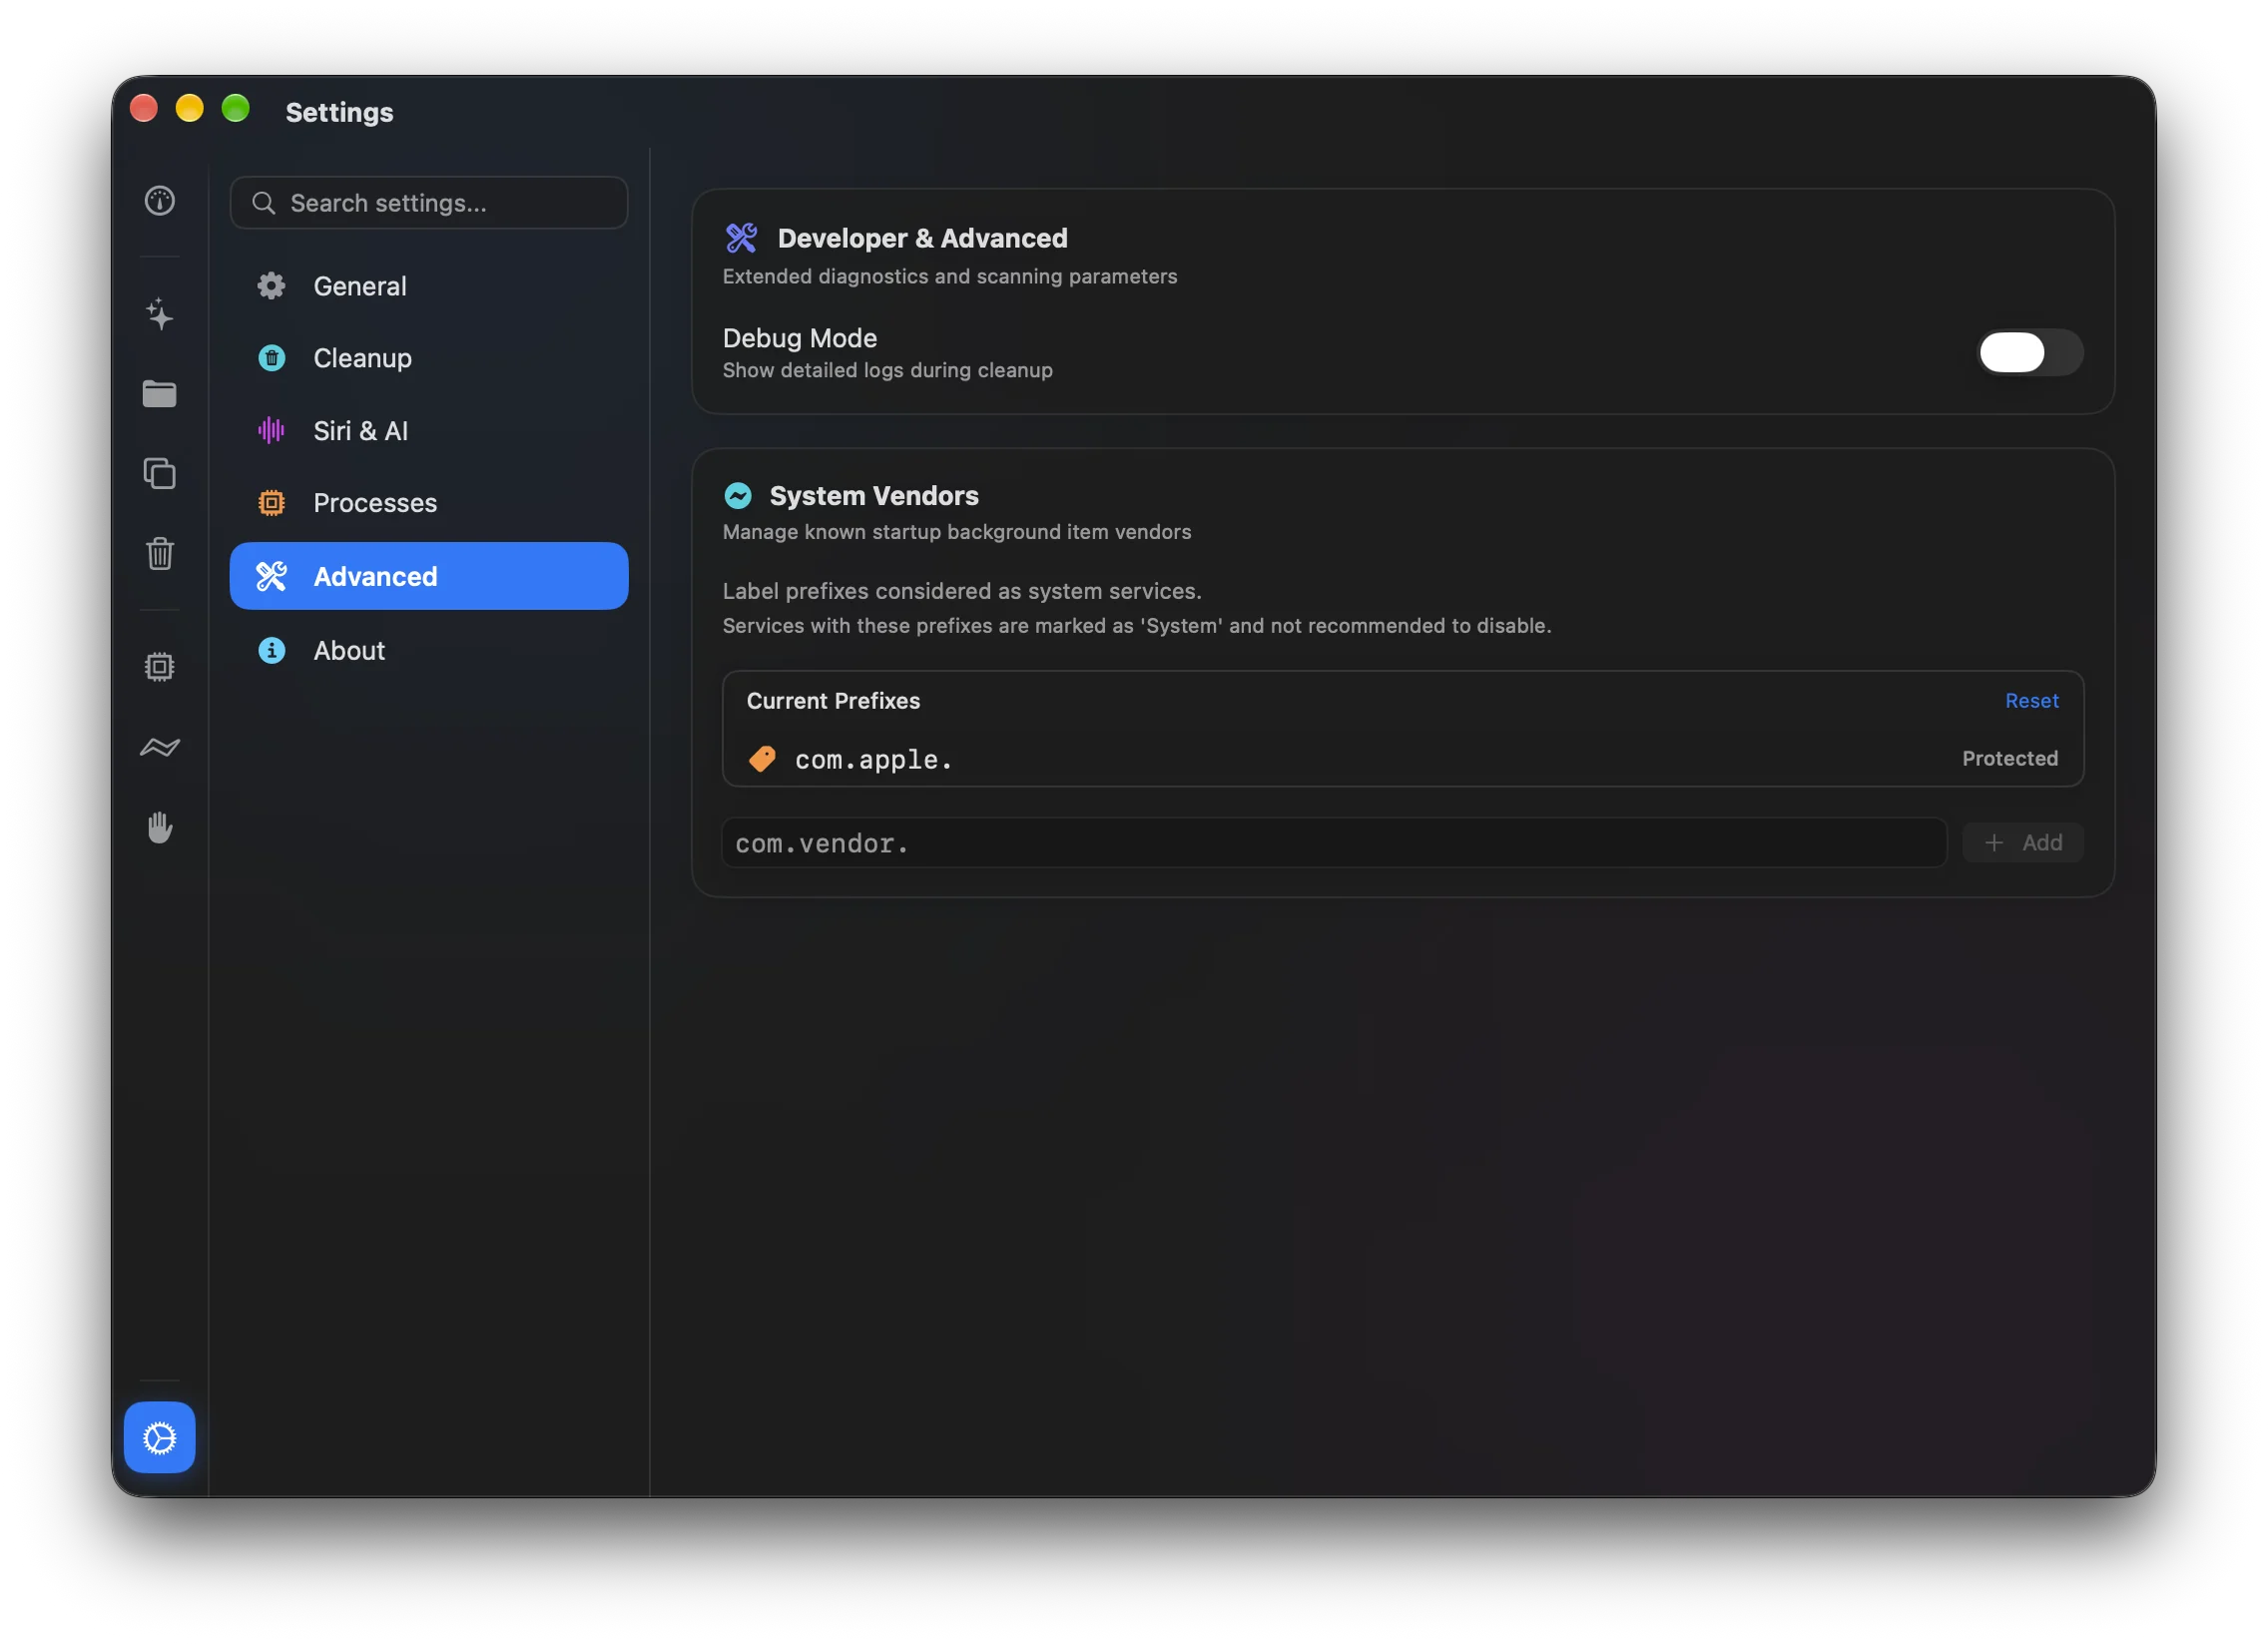 Settings
Search settings...
General
Cleanup
Siri & AI
Processes
Advanced
About
Developer & Advanced
Extended diagnostics and scanning parameters
Debug Mode
Show detailed logs during cleanup
System Vendors
Manage known startup background item vendors
Label prefixes considered as system services.
Services with these prefixes are marked as 'System' and not recommended to disable.
Current Prefixes Reset
com.apple. Protected
com.vendor. + Add